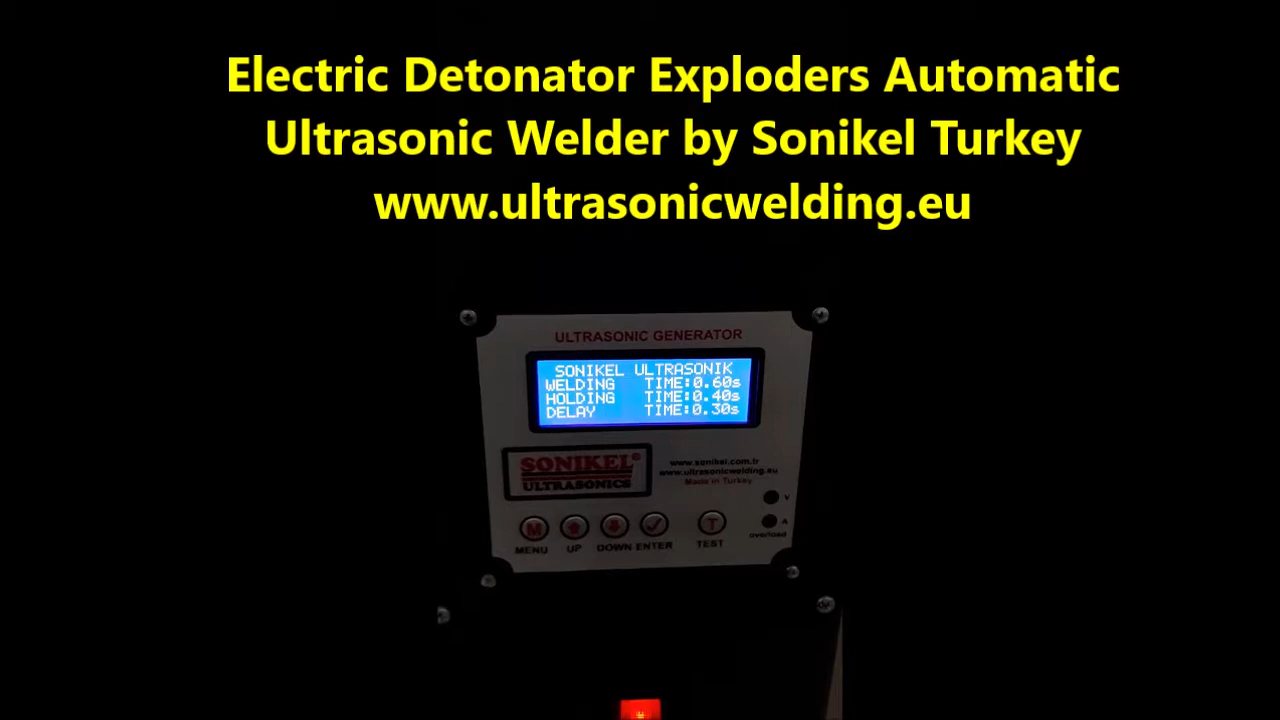 Electric Detonator Exploders Automatic
Ultrasonic Welder by Sonikel Turkey
www.ultrasonicwelding.eu
ULTRASONIC GENERATOR
SONIKEL ULTRASONIK
WELDING TIME:0.60s
HOLDING TIME:0.40s
DELAY TIME:0.30s
SONIKEL®
ULTRASONICS
www.sonikel.com.tr
www.ultrasonicwelding.eu
Made in Turkey
V
A
overload
M
T
MENU UP DOWN ENTER TEST